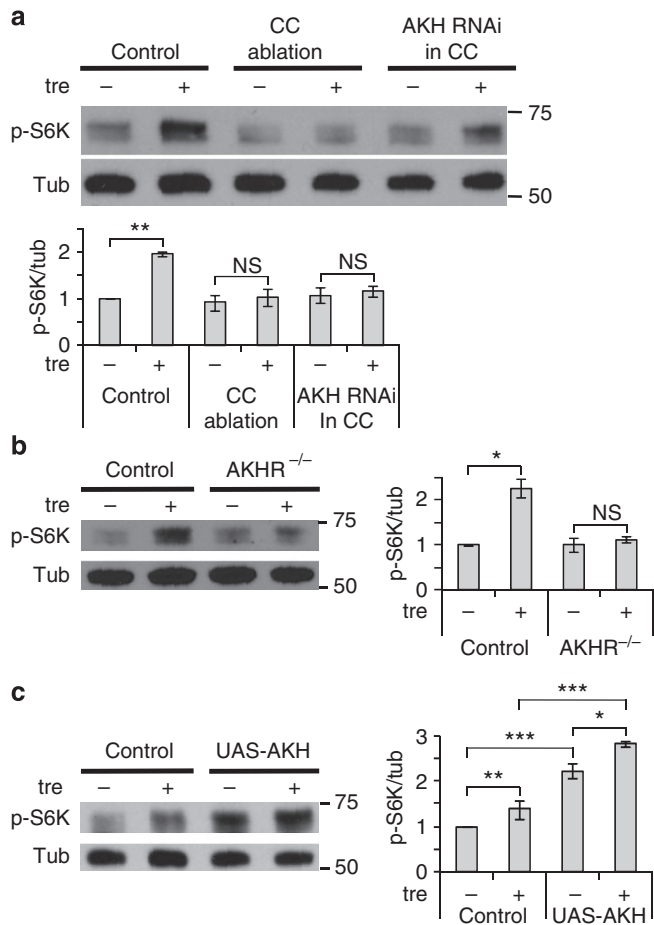 a
Control CC ablation AKH RNAi in CC
tre – + – + – +
p-S6K 75
Tub 50
p-S6K/tub
2
1
0
** NS NS
tre – + – + – +
Control CC ablation AKH RNAi In CC
b
Control AKHR–/–
tre – + – +
p-S6K 75
Tub 50
p-S6K/tub
2
1
0
* NS
tre – + – +
Control AKHR–/–
c
Control UAS-AKH
tre – + – +
p-S6K 75
Tub 50
p-S6K/tub
3
2
1
0
***
*** *
**
tre – + – +
Control UAS-AKH